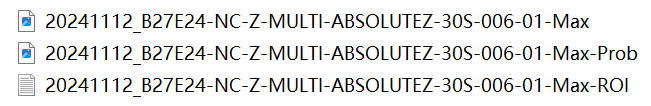 20241112_B27E24-NC-Z-MULTI-ABSOLUTEZ-30S-006-01-Max
20241112_B27E24-NC-Z-MULTI-ABSOLUTEZ-30S-006-01-Max-Prob
20241112_B27E24-NC-Z-MULTI-ABSOLUTEZ-30S-006-01-Max-ROI